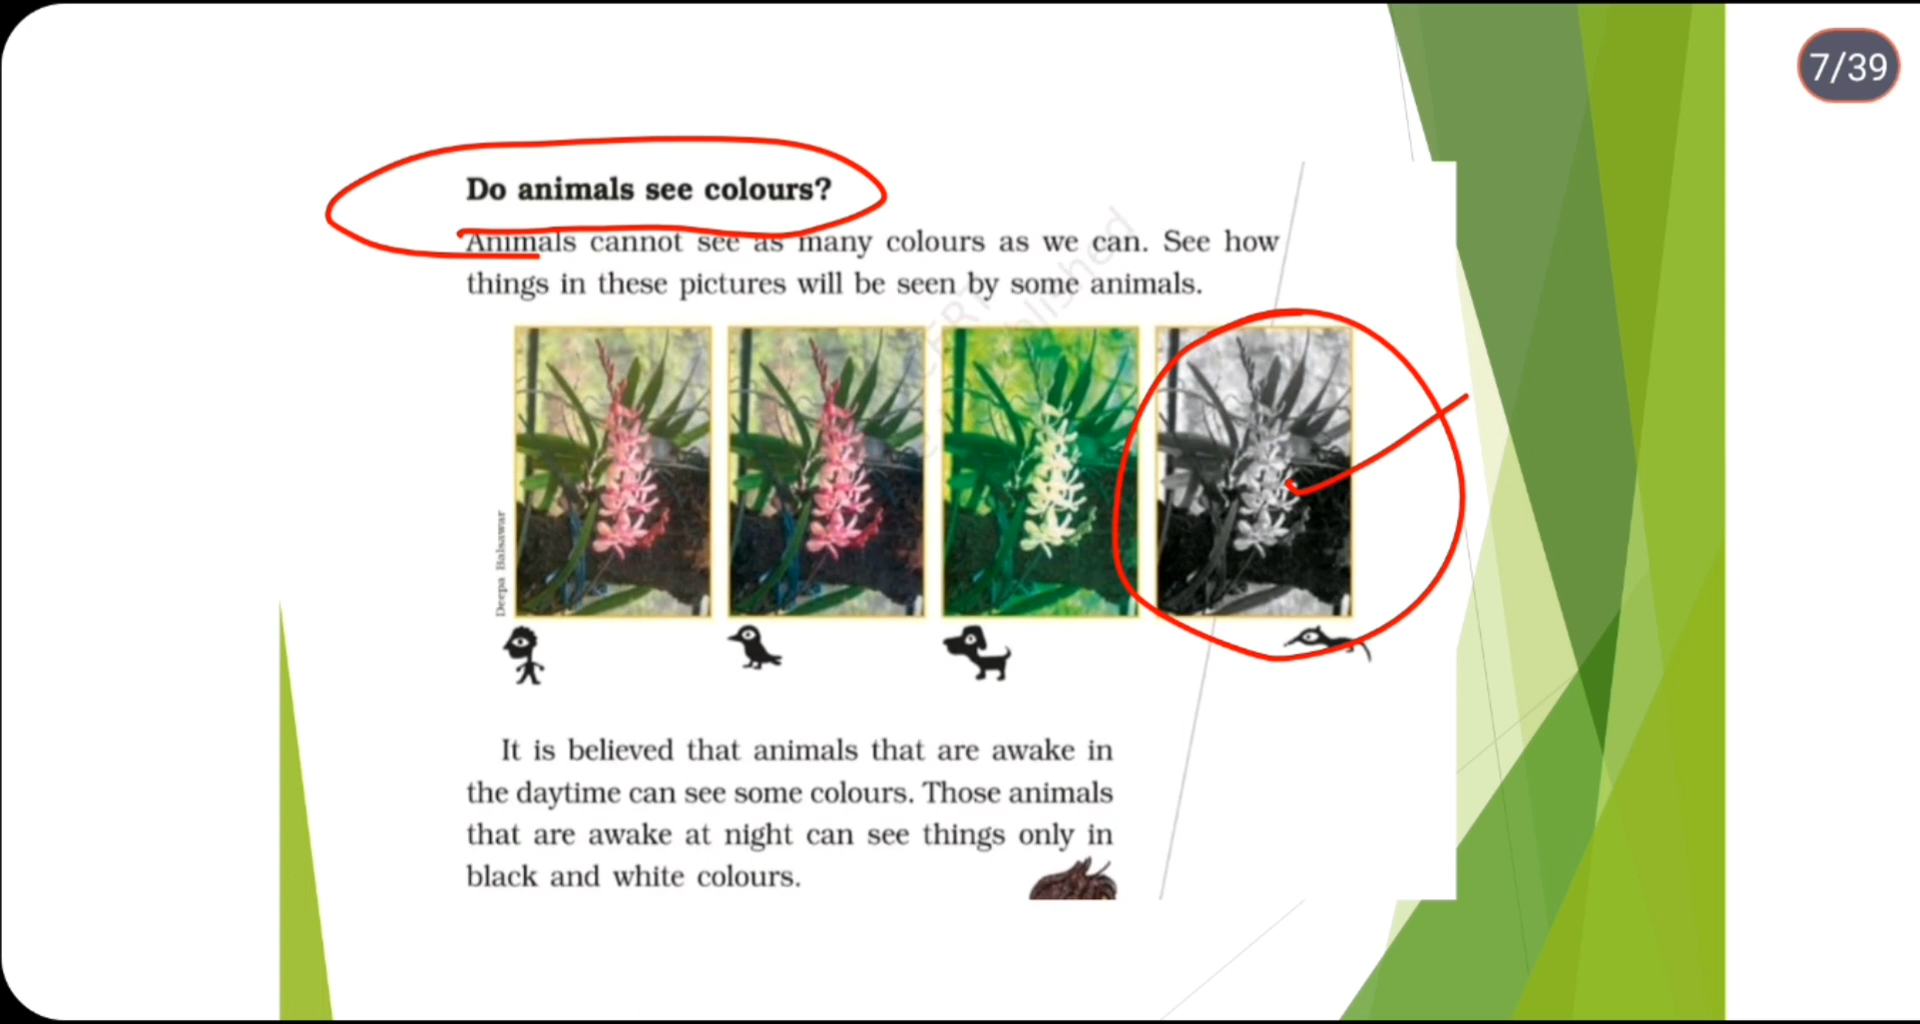 7/39
Do animals see colours?
Animals cannot see as many colours as we can. See how
things in these pictures will be seen by some animals.
Deepa Balsawar
It is believed that animals that are awake in
the daytime can see some colours. Those animals
that are awake at night can see things only in
black and white colours.